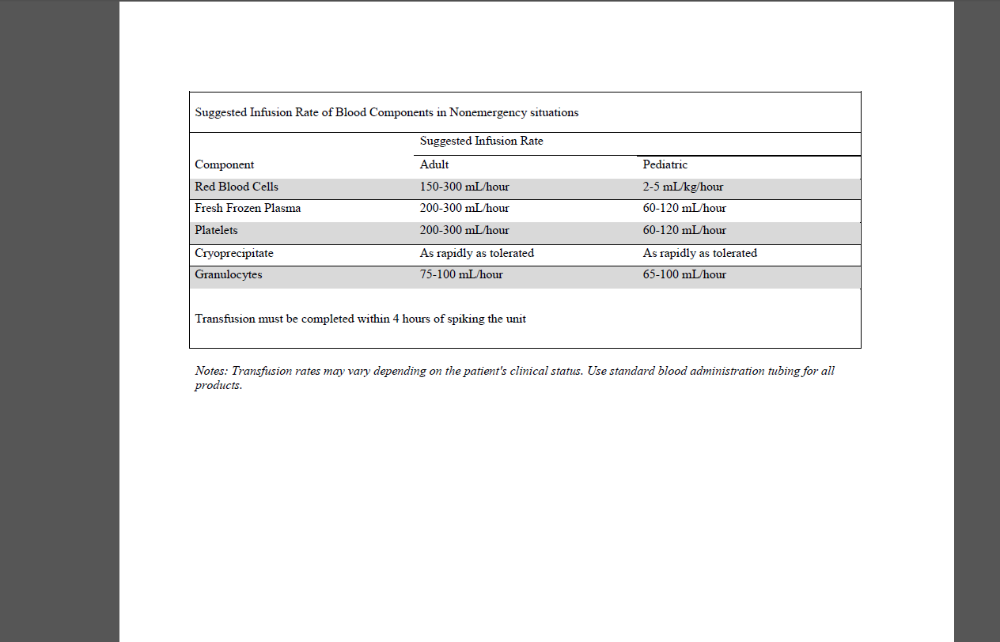 Suggested Infusion Rate of Blood Components in Nonemergency situations
Suggested Infusion Rate
Component Adult Pediatric
Red Blood Cells 150-300 mL/hour 2-5 mL/kg/hour
Fresh Frozen Plasma 200-300 mL/hour 60-120 mL/hour
Platelets 200-300 mL/hour 60-120 mL/hour
Cryoprecipitate As rapidly as tolerated As rapidly as tolerated
Granulocytes 75-100 mL/hour 65-100 mL/hour
Transfusion must be completed within 4 hours of spiking the unit
Notes: Transfusion rates may vary depending on the patient's clinical status. Use standard blood administration tubing for all
products.